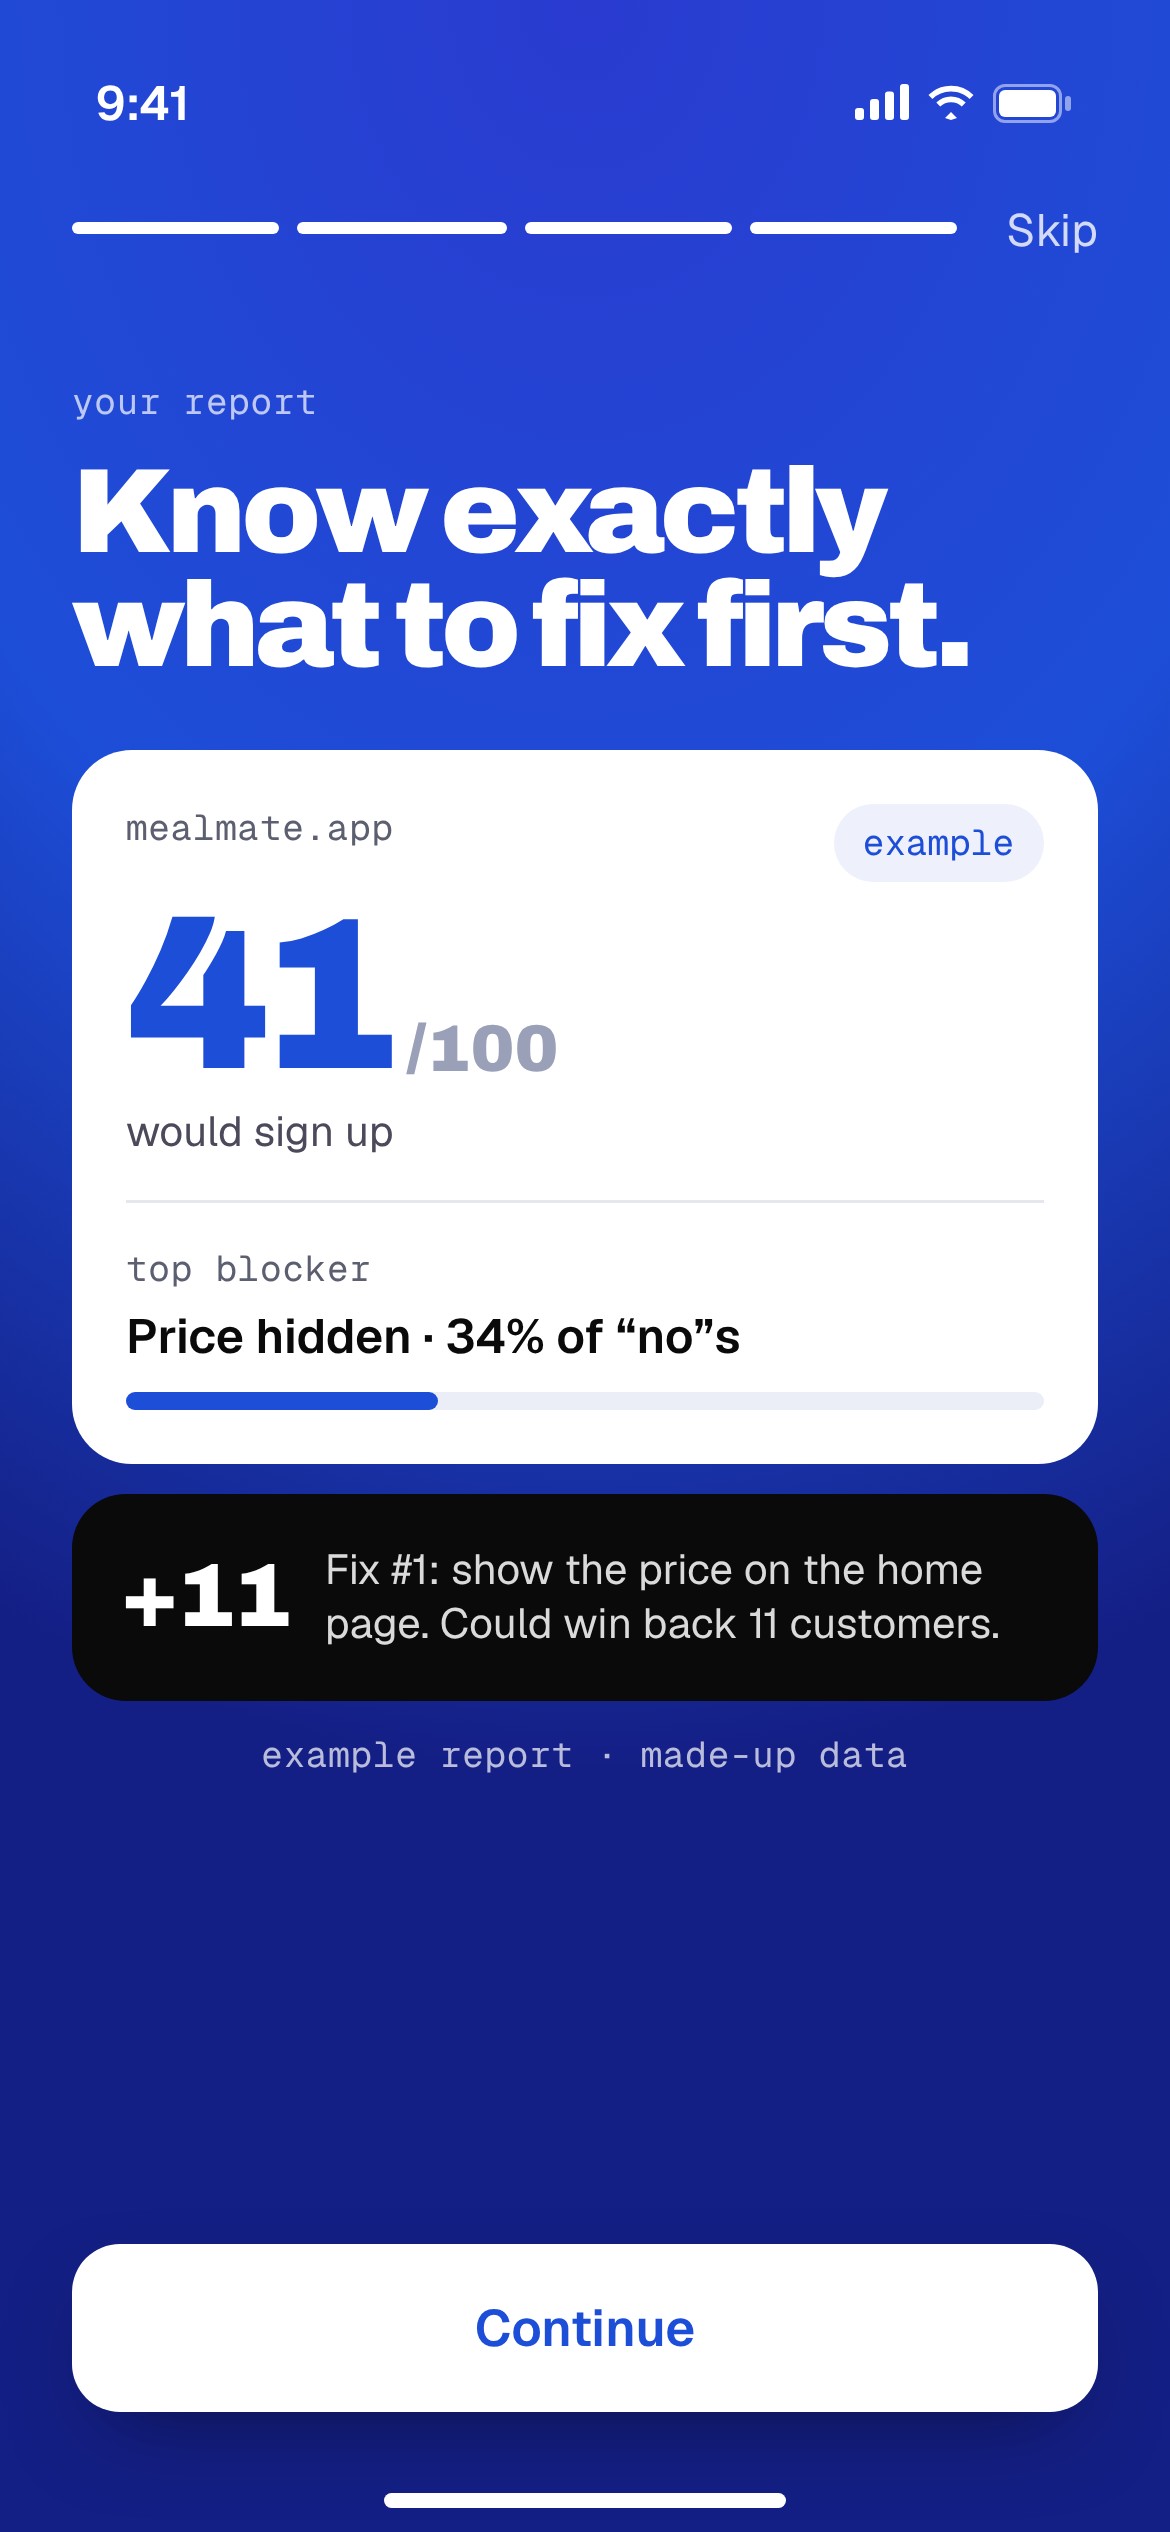 9:41
Skip
your report
Know exactly
what to fix first.
mealmate.app
example
41/100
would sign up
top blocker
Price hidden · 34% of “no”s
+11
Fix #1: show the price on the home
page. Could win back 11 customers.
example report · made-up data
Continue